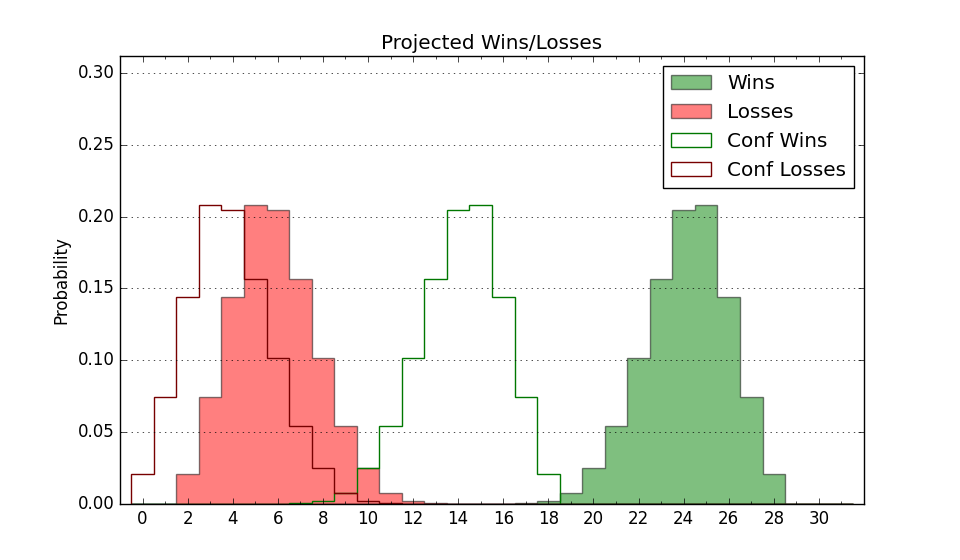 Projected Wins/Losses
0.30
0.25
0.20
0.15
0.10
0.05
0.00
Probability
Wins
Losses
Conf Wins
Conf Losses
0 2 4 6 8 10 12 14 16 18 20 22 24 26 28 30